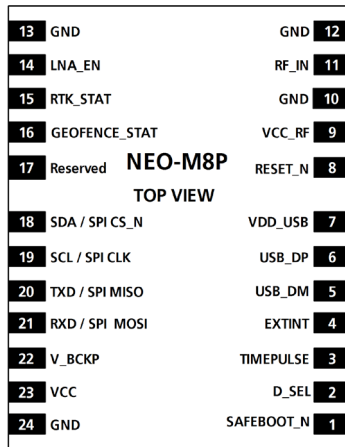 13 GND GND 12
14 LNA_EN RF_IN 11
15 RTK_STAT GND 10
16 GEOFENCE_STAT VCC_RF 9
17 Reserved NEO-M8P RESET_N 8
TOP VIEW
18 SDA / SPI CS_N VDD_USB 7
19 SCL / SPI CLK USB_DP 6
20 TXD / SPI MISO USB_DM 5
21 RXD / SPI MOSI EXTINT 4
22 V_BCKP TIMEPULSE 3
23 VCC D_SEL 2
24 GND SAFEBOOT_N 1